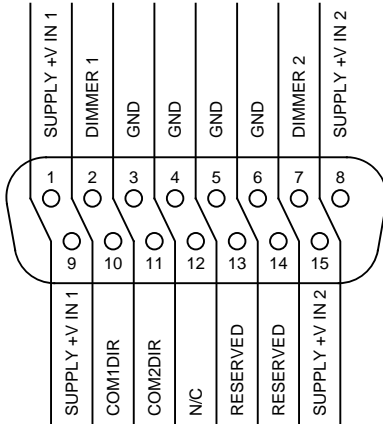 SUPPLY +V IN 1
DIMMER 1
GND
GND
GND
GND
DIMMER 2
SUPPLY +V IN 2
1 2 3 4 5 6 7 8
9 10 11 12 13 14 15
SUPPLY +V IN 1
COM1DIR
COM2DIR
N/C
RESERVED
RESERVED
SUPPLY +V IN 2